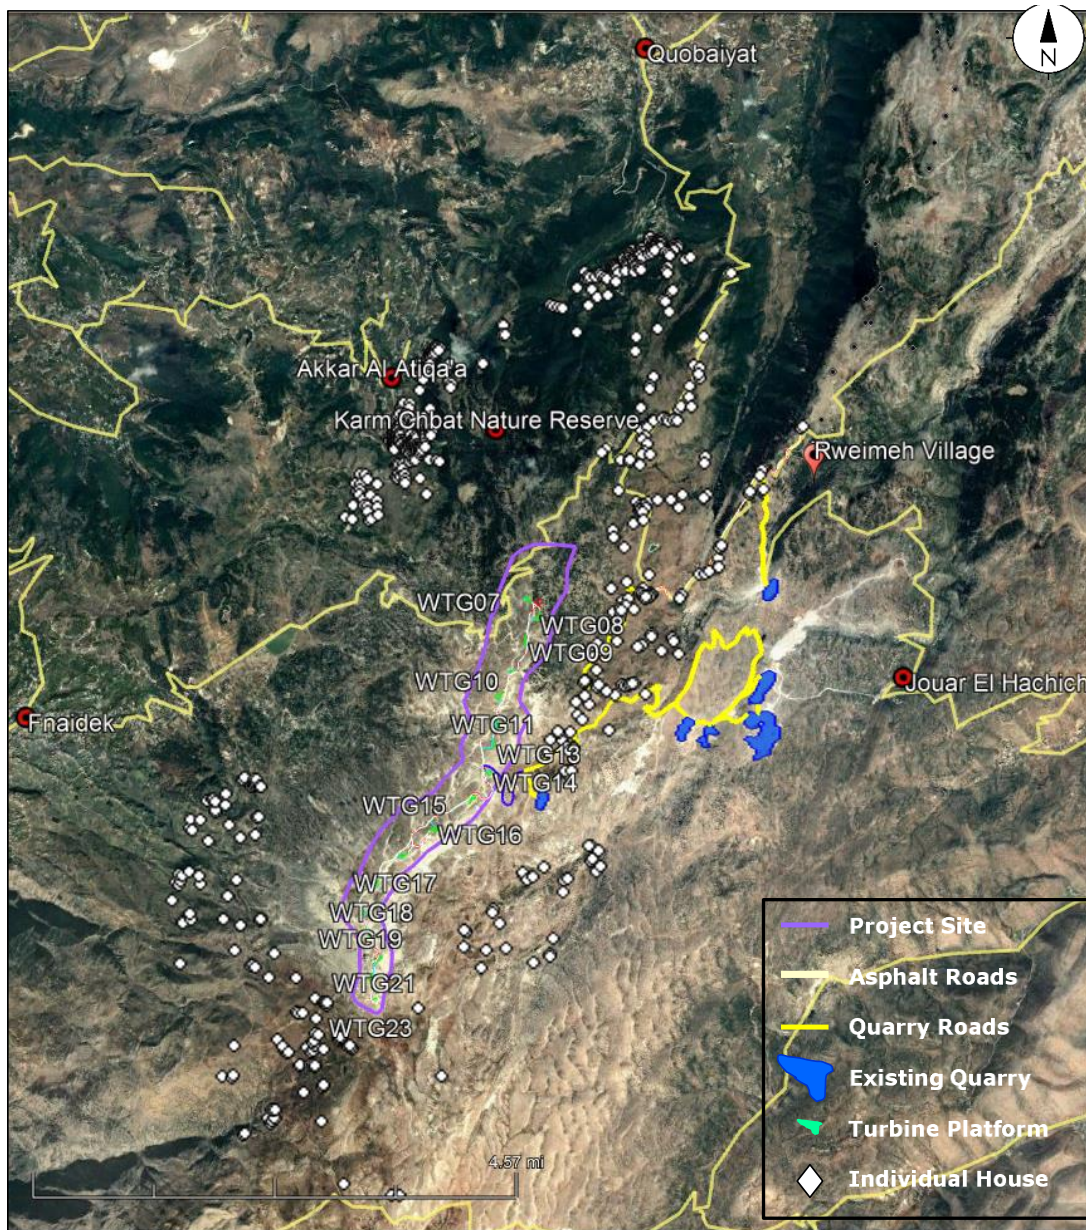 N
Quobaiyat
Akkar Al Atiqa'a
Karm Chbat Nature Reserve
Rweimeh Village
WTG07
WTG08
WTG09
WTG10
Jouar El Hachich
Fnaidek
WTG11
WTG13
WTG14
WTG15
WTG16
WTG17
WTG18
WTG19
WTG21
WTG23
Project Site
Asphalt Roads
Quarry Roads
Existing Quarry
Turbine Platform
Individual House
4.57 mi